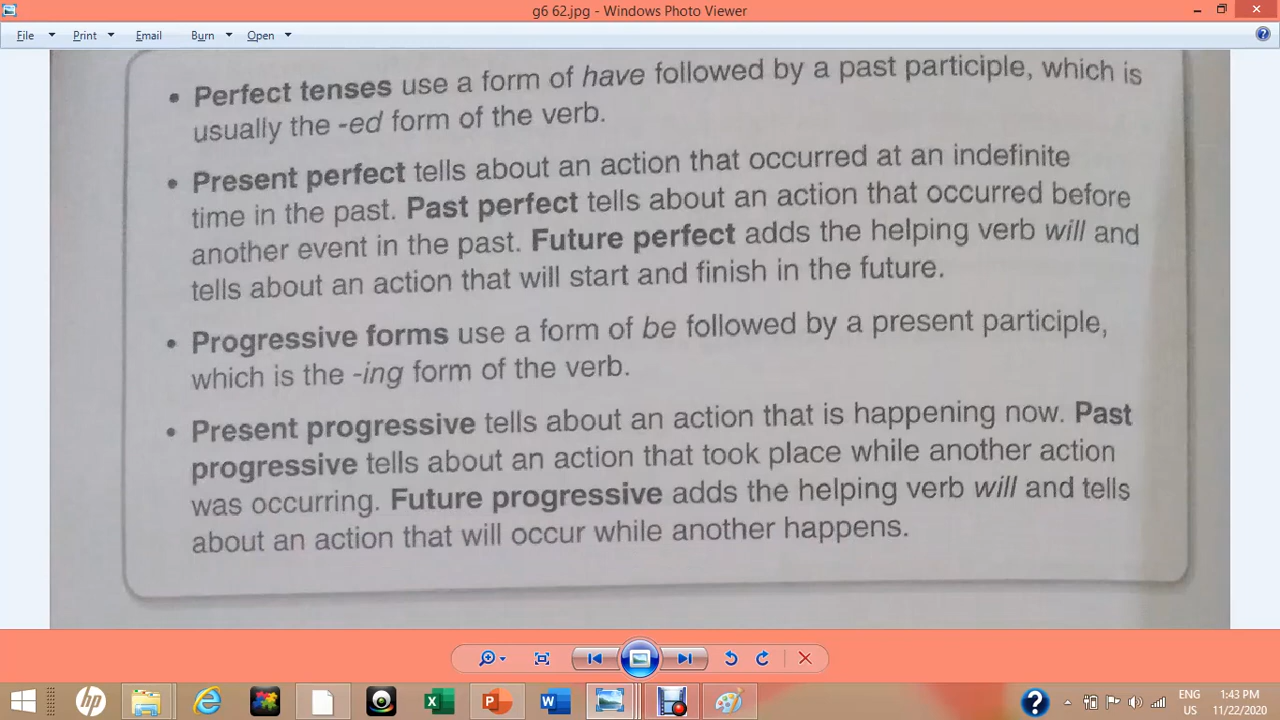 g6 62.jpg - Windows Photo Viewer
File Print Email Burn Open
• Perfect tenses use a form of have followed by a past participle, which is
usually the -ed form of the verb.
• Present perfect tells about an action that occurred at an indefinite
time in the past. Past perfect tells about an action that occurred before
another event in the past. Future perfect adds the helping verb will and
tells about an action that will start and finish in the future.
• Progressive forms use a form of be followed by a present participle,
which is the -ing form of the verb.
• Present progressive tells about an action that is happening now. Past
progressive tells about an action that took place while another action
was occurring. Future progressive adds the helping verb will and tells
about an action that will occur while another happens.
hp
ENG 1:43 PM
US 11/22/2020